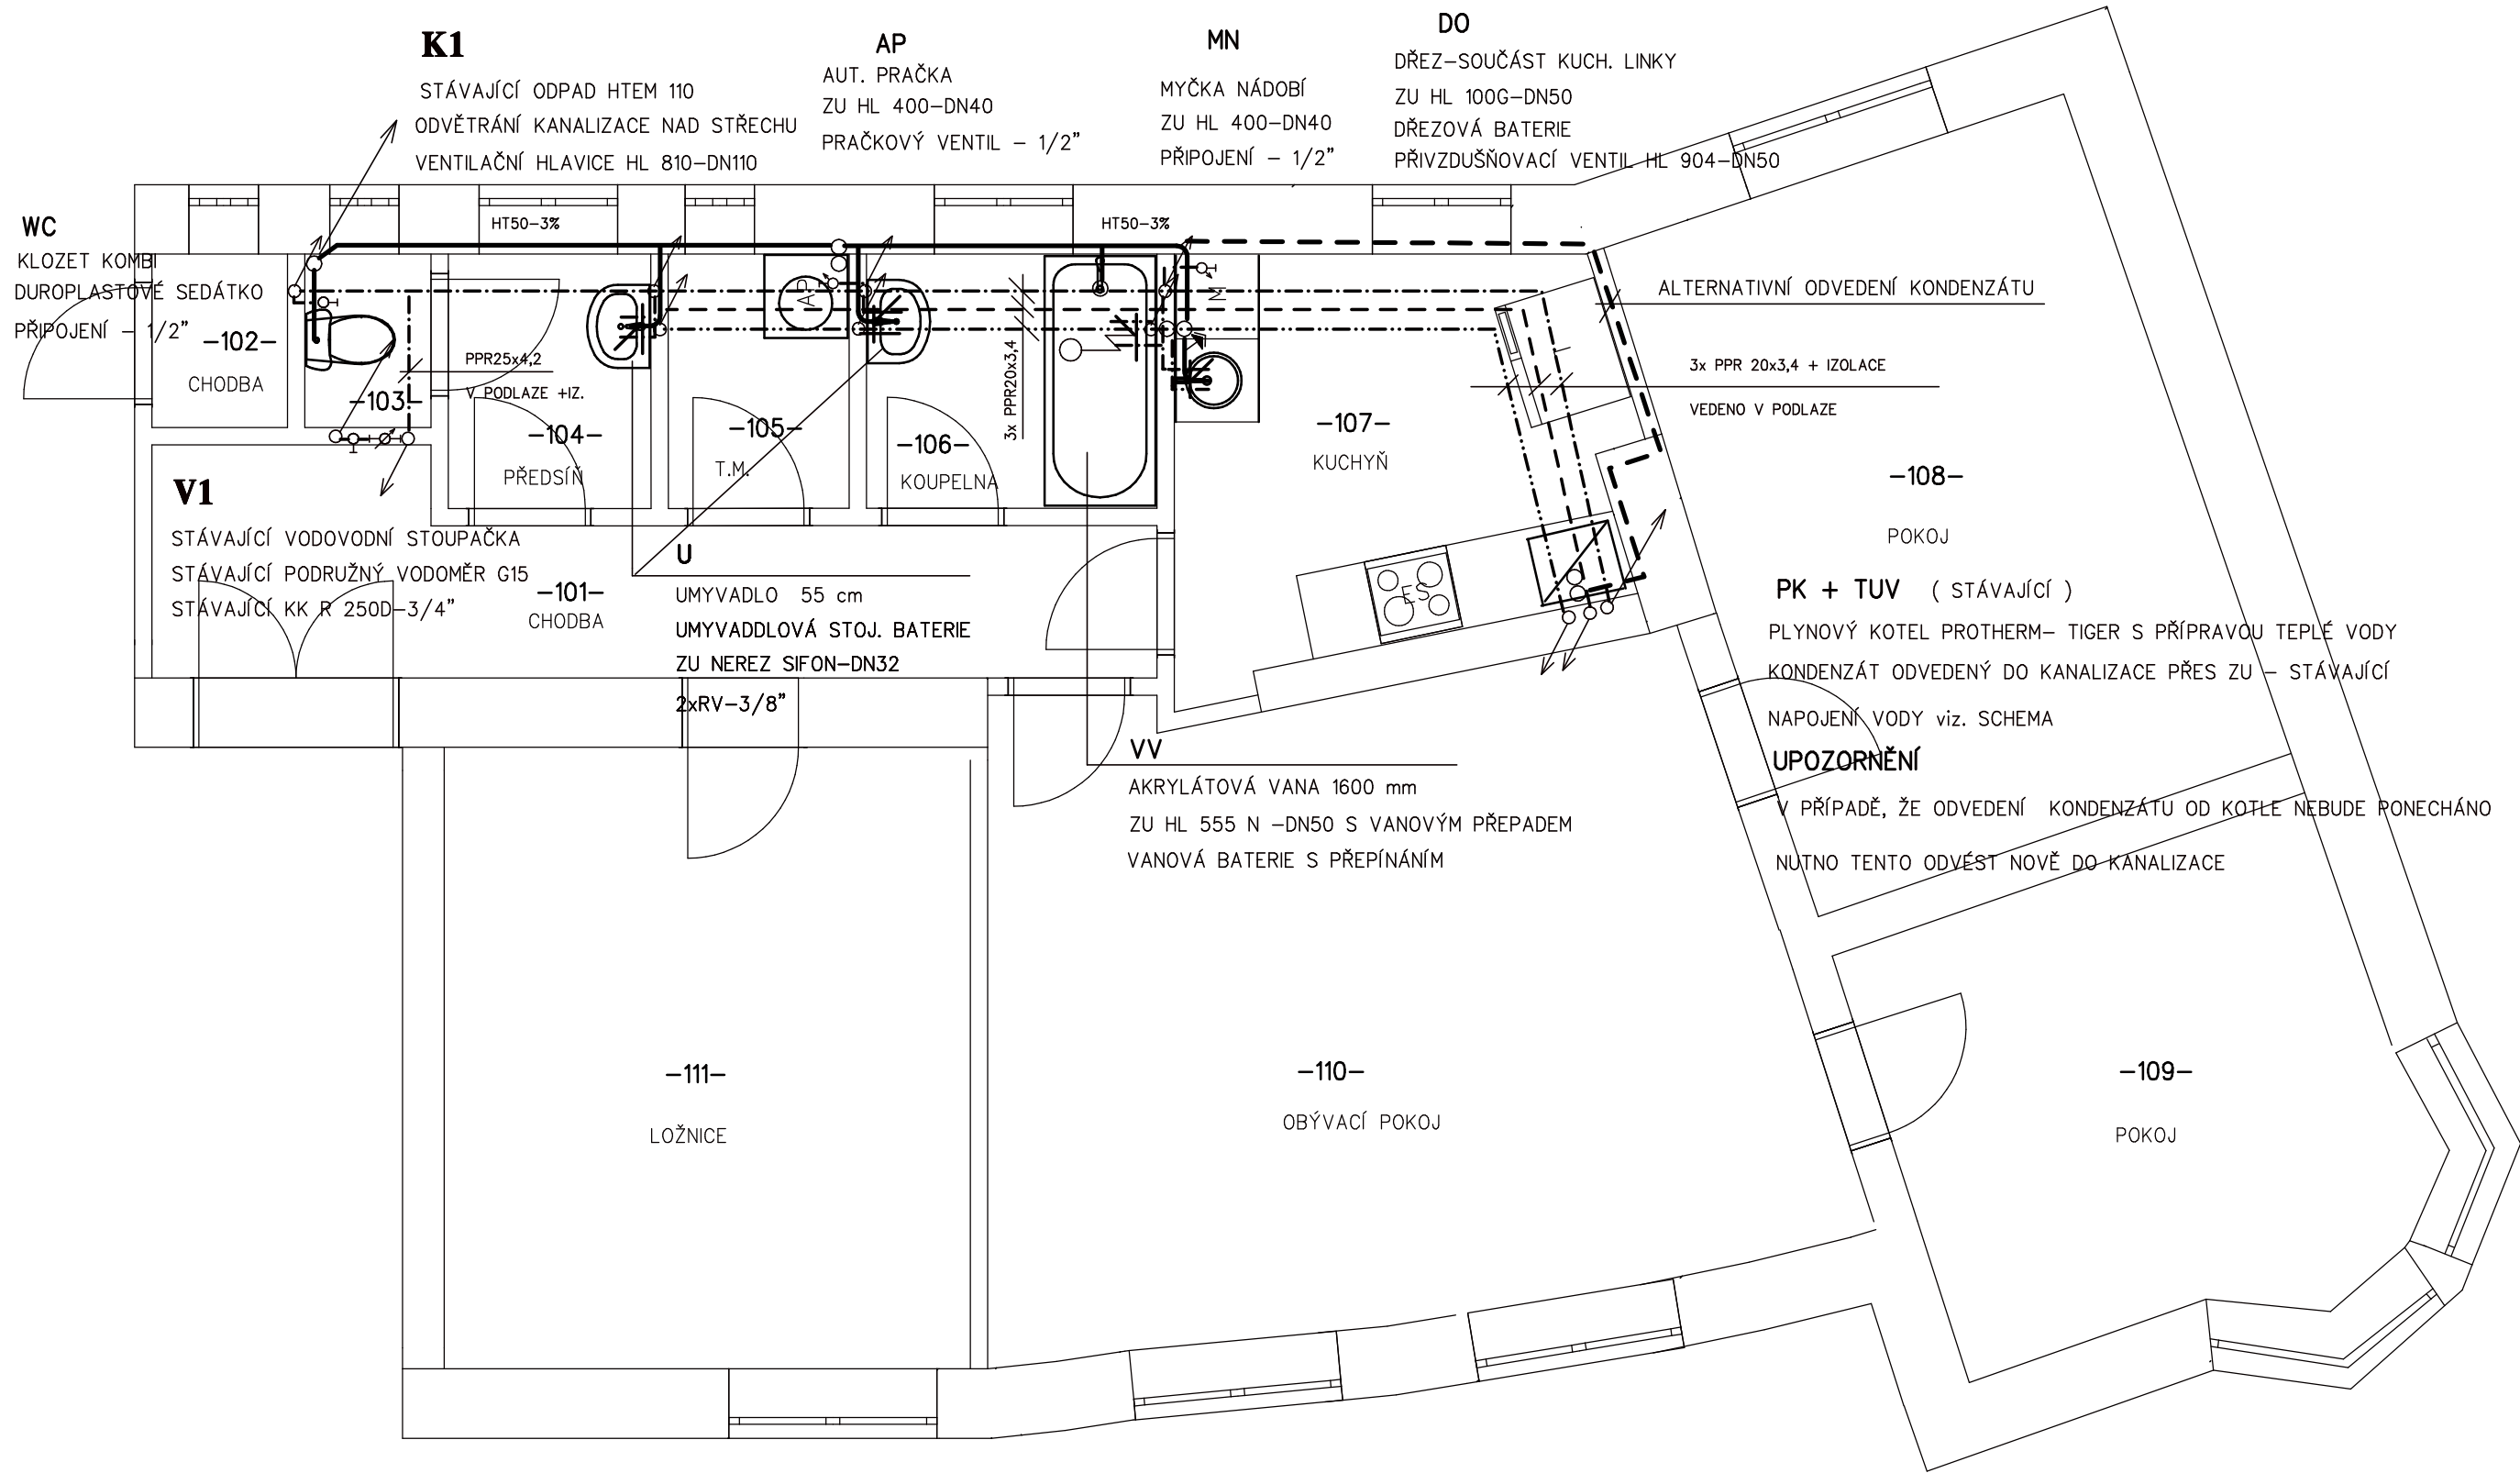 K1
STÁVAJÍCÍ ODPAD HTEM 110
ODVĚTRÁNÍ KANALIZACE NAD STŘECHU
VENTILAČNÍ HLAVICE HL 810-DN110
AP
AUT. PRAČKA
ZU HL 400-DN40
PRAČKOVÝ VENTIL - 1/2"
MN
MYČKA NÁDOBÍ
ZU HL 400-DN40
PŘIPOJENÍ - 1/2"
DO
DŘEZ-SOUČÁST KUCH. LINKY
ZU HL 100G-DN50
DŘEZOVÁ BATERIE
PŘIVZDUŠŇOVACÍ VENTIL HL 904-DN50
WC
KLOZET KOMBI
DUROPLASTOVÉ SEDÁTKO
PŘIPOJENÍ - 1/2"
HT50-3%
HT50-3%
-102-
CHODBA
-103-
PPR25x4,2
V PODLAZE +IZ.
-104-
PŘEDSÍŇ
-105-
T.M.
AP
-106-
KOUPELNA
3x PPR20x3,4
M
-107-
KUCHYŇ
ES
ALTERNATIVNÍ ODVEDENÍ KONDENZÁTU
3x PPR 20x3,4 + IZOLACE
VEDENO V PODLAZE
-108-
POKOJ
V1
STÁVAJÍCÍ VODOVODNÍ STOUPAČKA
STÁVAJÍCÍ PODRUŽNÝ VODOMĚR G15
STÁVAJÍCÍ KK R 250D-3/4"
-101-
CHODBA
U
UMYVADLO 55 cm
UMYVADDLOVÁ STOJ. BATERIE
ZU NEREZ SIFON-DN32
2xRV-3/8"
VV
AKRYLÁTOVÁ VANA 1600 mm
ZU HL 555 N -DN50 S VANOVÝM PŘEPADEM
VANOVÁ BATERIE S PŘEPÍNÁNÍM
PK + TUV ( STÁVAJÍCÍ )
PLYNOVÝ KOTEL PROTHERM- TIGER S PŘÍPRAVOU TEPLÉ VODY
KONDENZÁT ODVEDENÝ DO KANALIZACE PŘES ZU - STÁVAJÍCÍ
NAPOJENÍ VODY viz. SCHEMA
UPOZORNĚNÍ
V PŘÍPADĚ, ŽE ODVEDENÍ KONDENZÁTU OD KOTLE NEBUDE PONECHÁNO
NUTNO TENTO ODVÉST NOVĚ DO KANALIZACE
-111-
LOŽNICE
-110-
OBÝVACÍ POKOJ
-109-
POKOJ